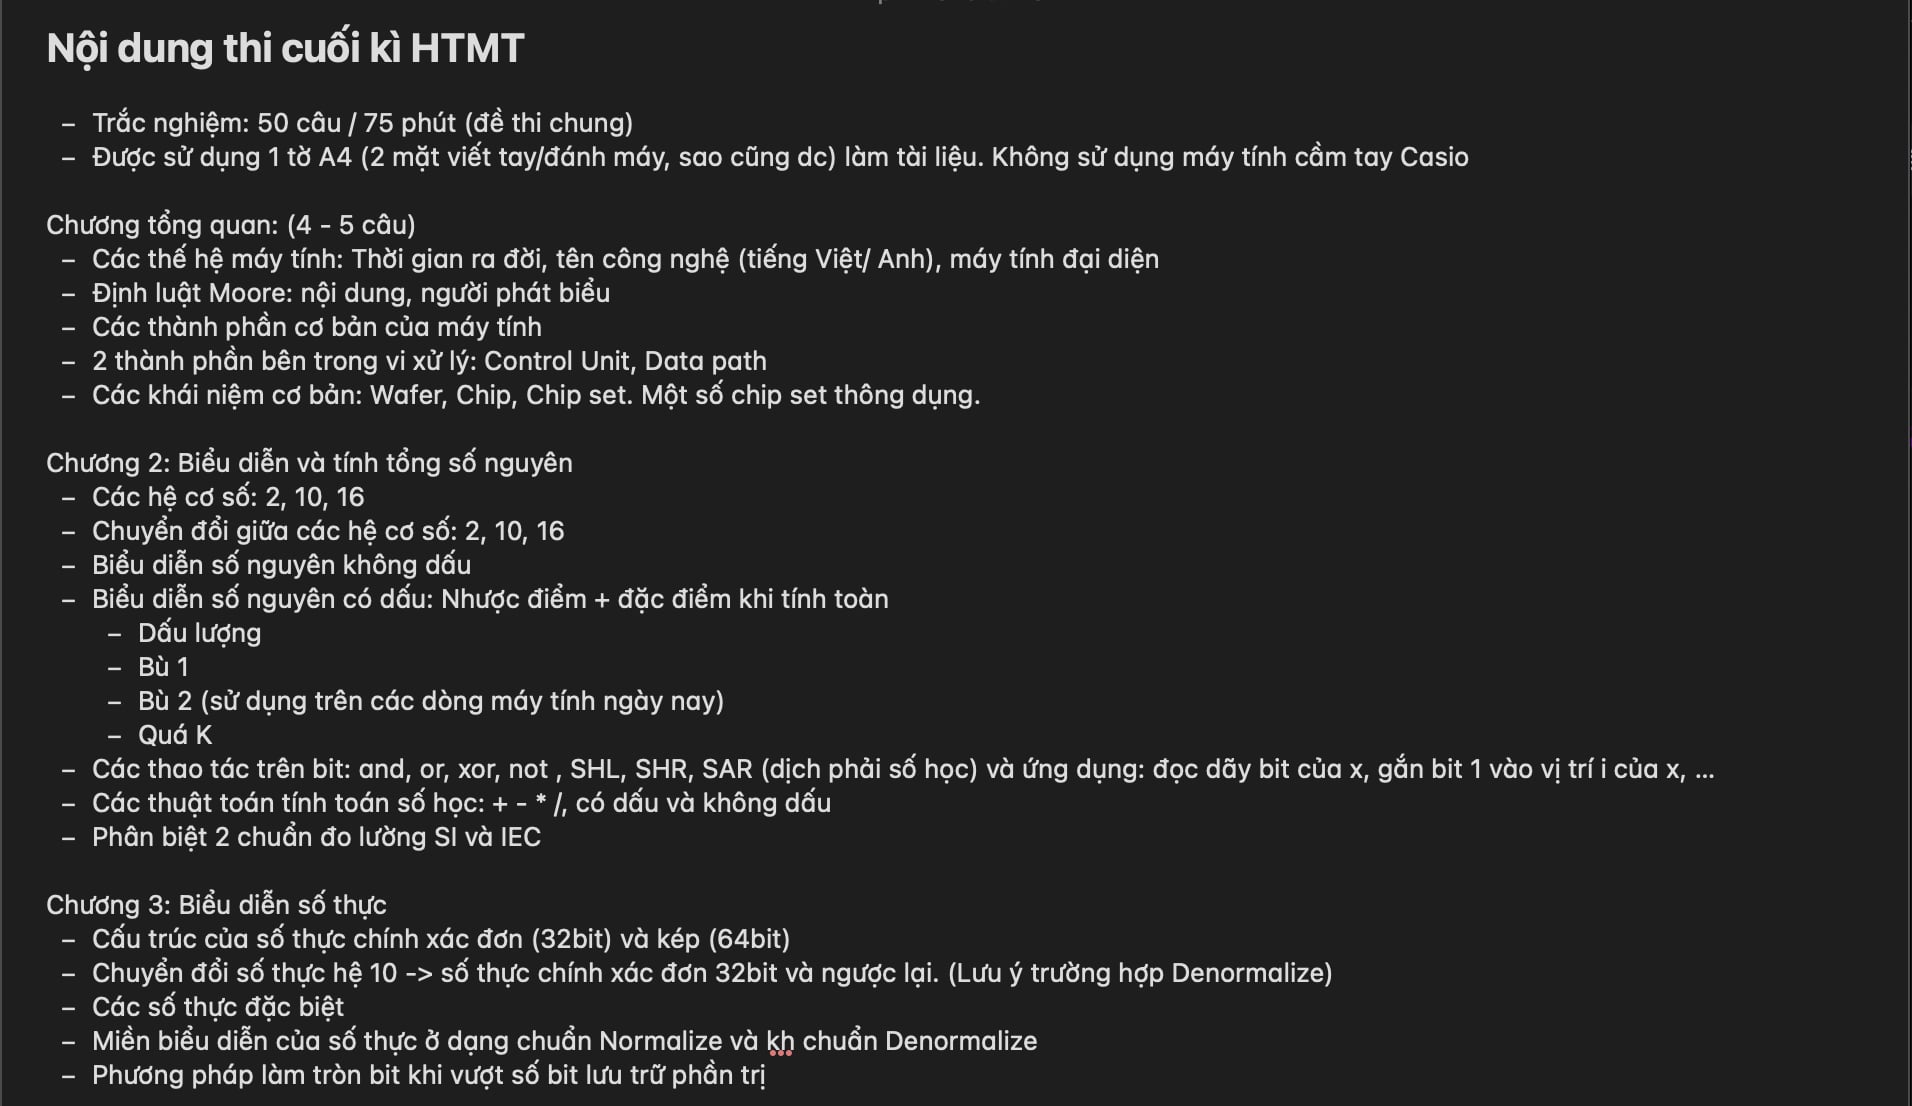 Nội dung thi cuối kì HTMT
– Trắc nghiệm: 50 câu / 75 phút (đề thi chung)
– Được sử dụng 1 tờ A4 (2 mặt viết tay/đánh máy, sao cũng dc) làm tài liệu. Không sử dụng máy tính cầm tay Casio
Chương tổng quan: (4 - 5 câu)
– Các thế hệ máy tính: Thời gian ra đời, tên công nghệ (tiếng Việt/ Anh), máy tính đại diện
– Định luật Moore: nội dung, người phát biểu
– Các thành phần cơ bản của máy tính
– 2 thành phần bên trong vi xử lý: Control Unit, Data path
– Các khái niệm cơ bản: Wafer, Chip, Chip set. Một số chip set thông dụng.
Chương 2: Biểu diễn và tính tổng số nguyên
– Các hệ cơ số: 2, 10, 16
– Chuyển đổi giữa các hệ cơ số: 2, 10, 16
– Biểu diễn số nguyên không dấu
– Biểu diễn số nguyên có dấu: Nhược điểm + đặc điểm khi tính toàn
– Dấu lượng
– Bù 1
– Bù 2 (sử dụng trên các dòng máy tính ngày nay)
– Quá K
– Các thao tác trên bit: and, or, xor, not , SHL, SHR, SAR (dịch phải số học) và ứng dụng: đọc dãy bit của x, gắn bit 1 vào vị trí i của x, ...
– Các thuật toán tính toán số học: + - * /, có dấu và không dấu
– Phân biệt 2 chuẩn đo lường SI và IEC
Chương 3: Biểu diễn số thực
– Cấu trúc của số thực chính xác đơn (32bit) và kép (64bit)
– Chuyển đổi số thực hệ 10 -> số thực chính xác đơn 32bit và ngược lại. (Lưu ý trường hợp Denormalize)
– Các số thực đặc biệt
– Miền biểu diễn của số thực ở dạng chuẩn Normalize và kh chuẩn Denormalize
– Phương pháp làm tròn bit khi vượt số bit lưu trữ phần trị